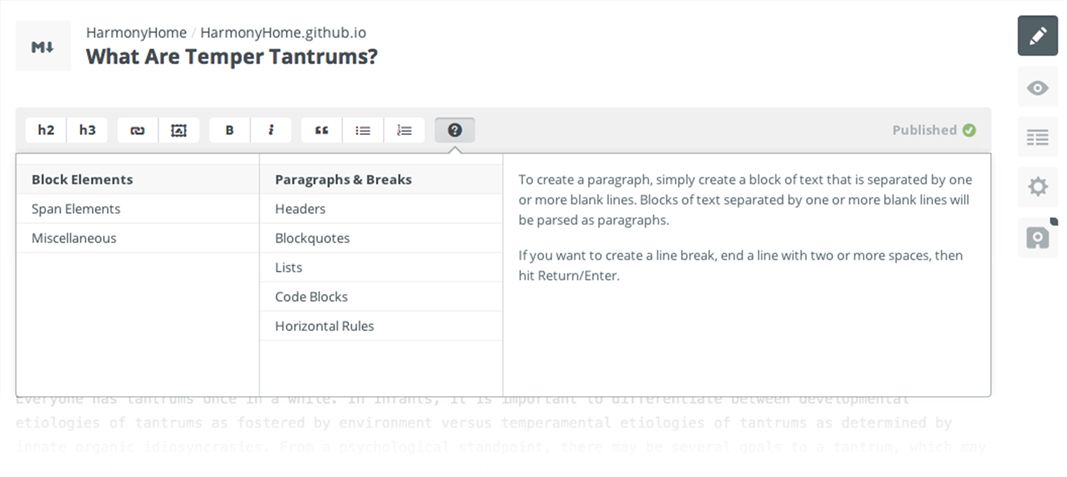 M↓
HarmonyHome / HarmonyHome.github.io
What Are Temper Tantrums?
h2 h3 B i Published
Block Elements
Span Elements
Miscellaneous
Paragraphs & Breaks
Headers
Blockquotes
Lists
Code Blocks
Horizontal Rules
To create a paragraph, simply create a block of text that is separated by one
or more blank lines. Blocks of text separated by one or more blank lines will
be parsed as paragraphs.
If you want to create a line break, end a line with two or more spaces, then
hit Return/Enter.
Everyone has tantrums once in a while. In infants, it is important to differentiate between developmental
etiologies of tantrums as fostered by environment versus temperamental etiologies of tantrums as determined by
innate organic idiosyncrasies. From a psychological standpoint, there may be several goals to a tantrum, which may